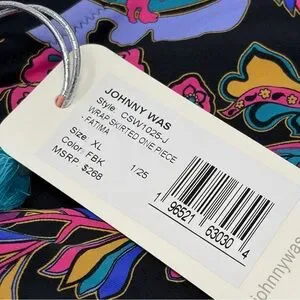 JOHNNY WAS
Style: CSW1025-J
WRAP SKIRTED ONE PIECE
- FATIMA
Size: XL
Color: FBK
MSRP: $268
1/25
1 96521 63030 4
johnnywas